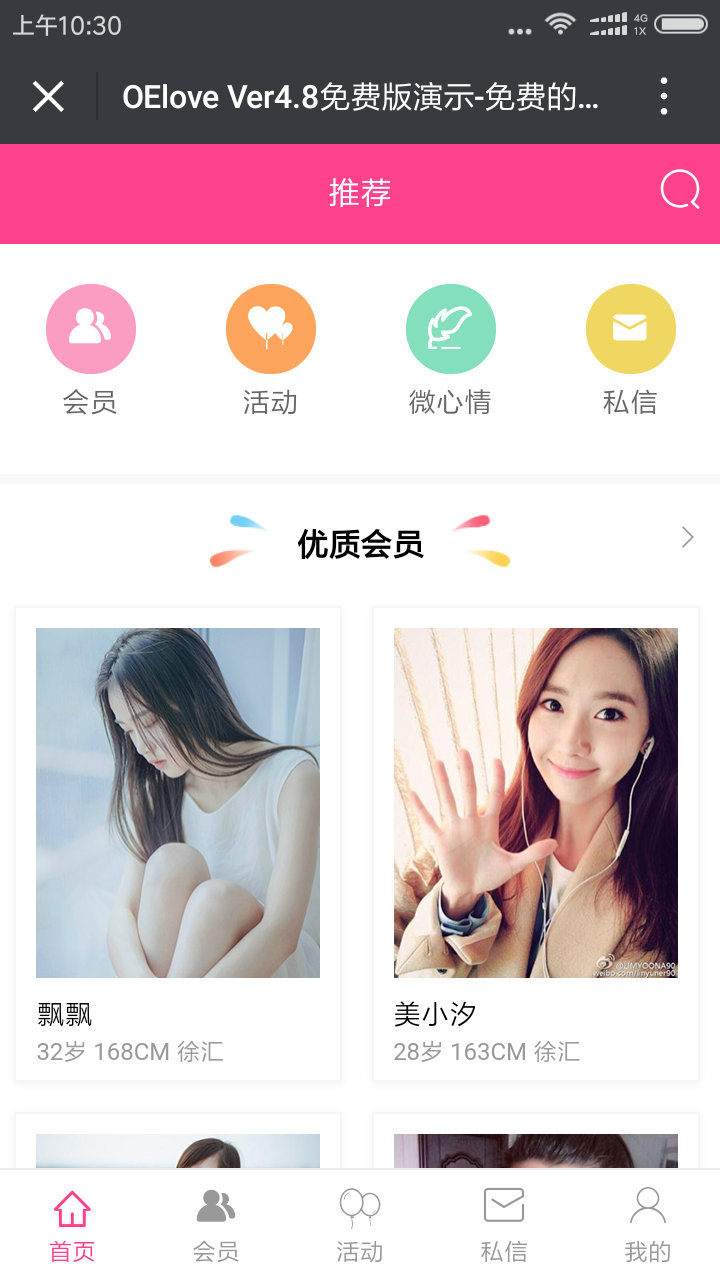 上午10:30
4G
1X
OElove Ver4.8免费版演示-免费的...
推荐
会员
活动
微心情
私信
优质会员
@LIMYOONA90
weibo.com/limyuner90
飘飘
美小汐
32岁 168CM 徐汇
28岁 163CM 徐汇
首页
会员
活动
私信
我的